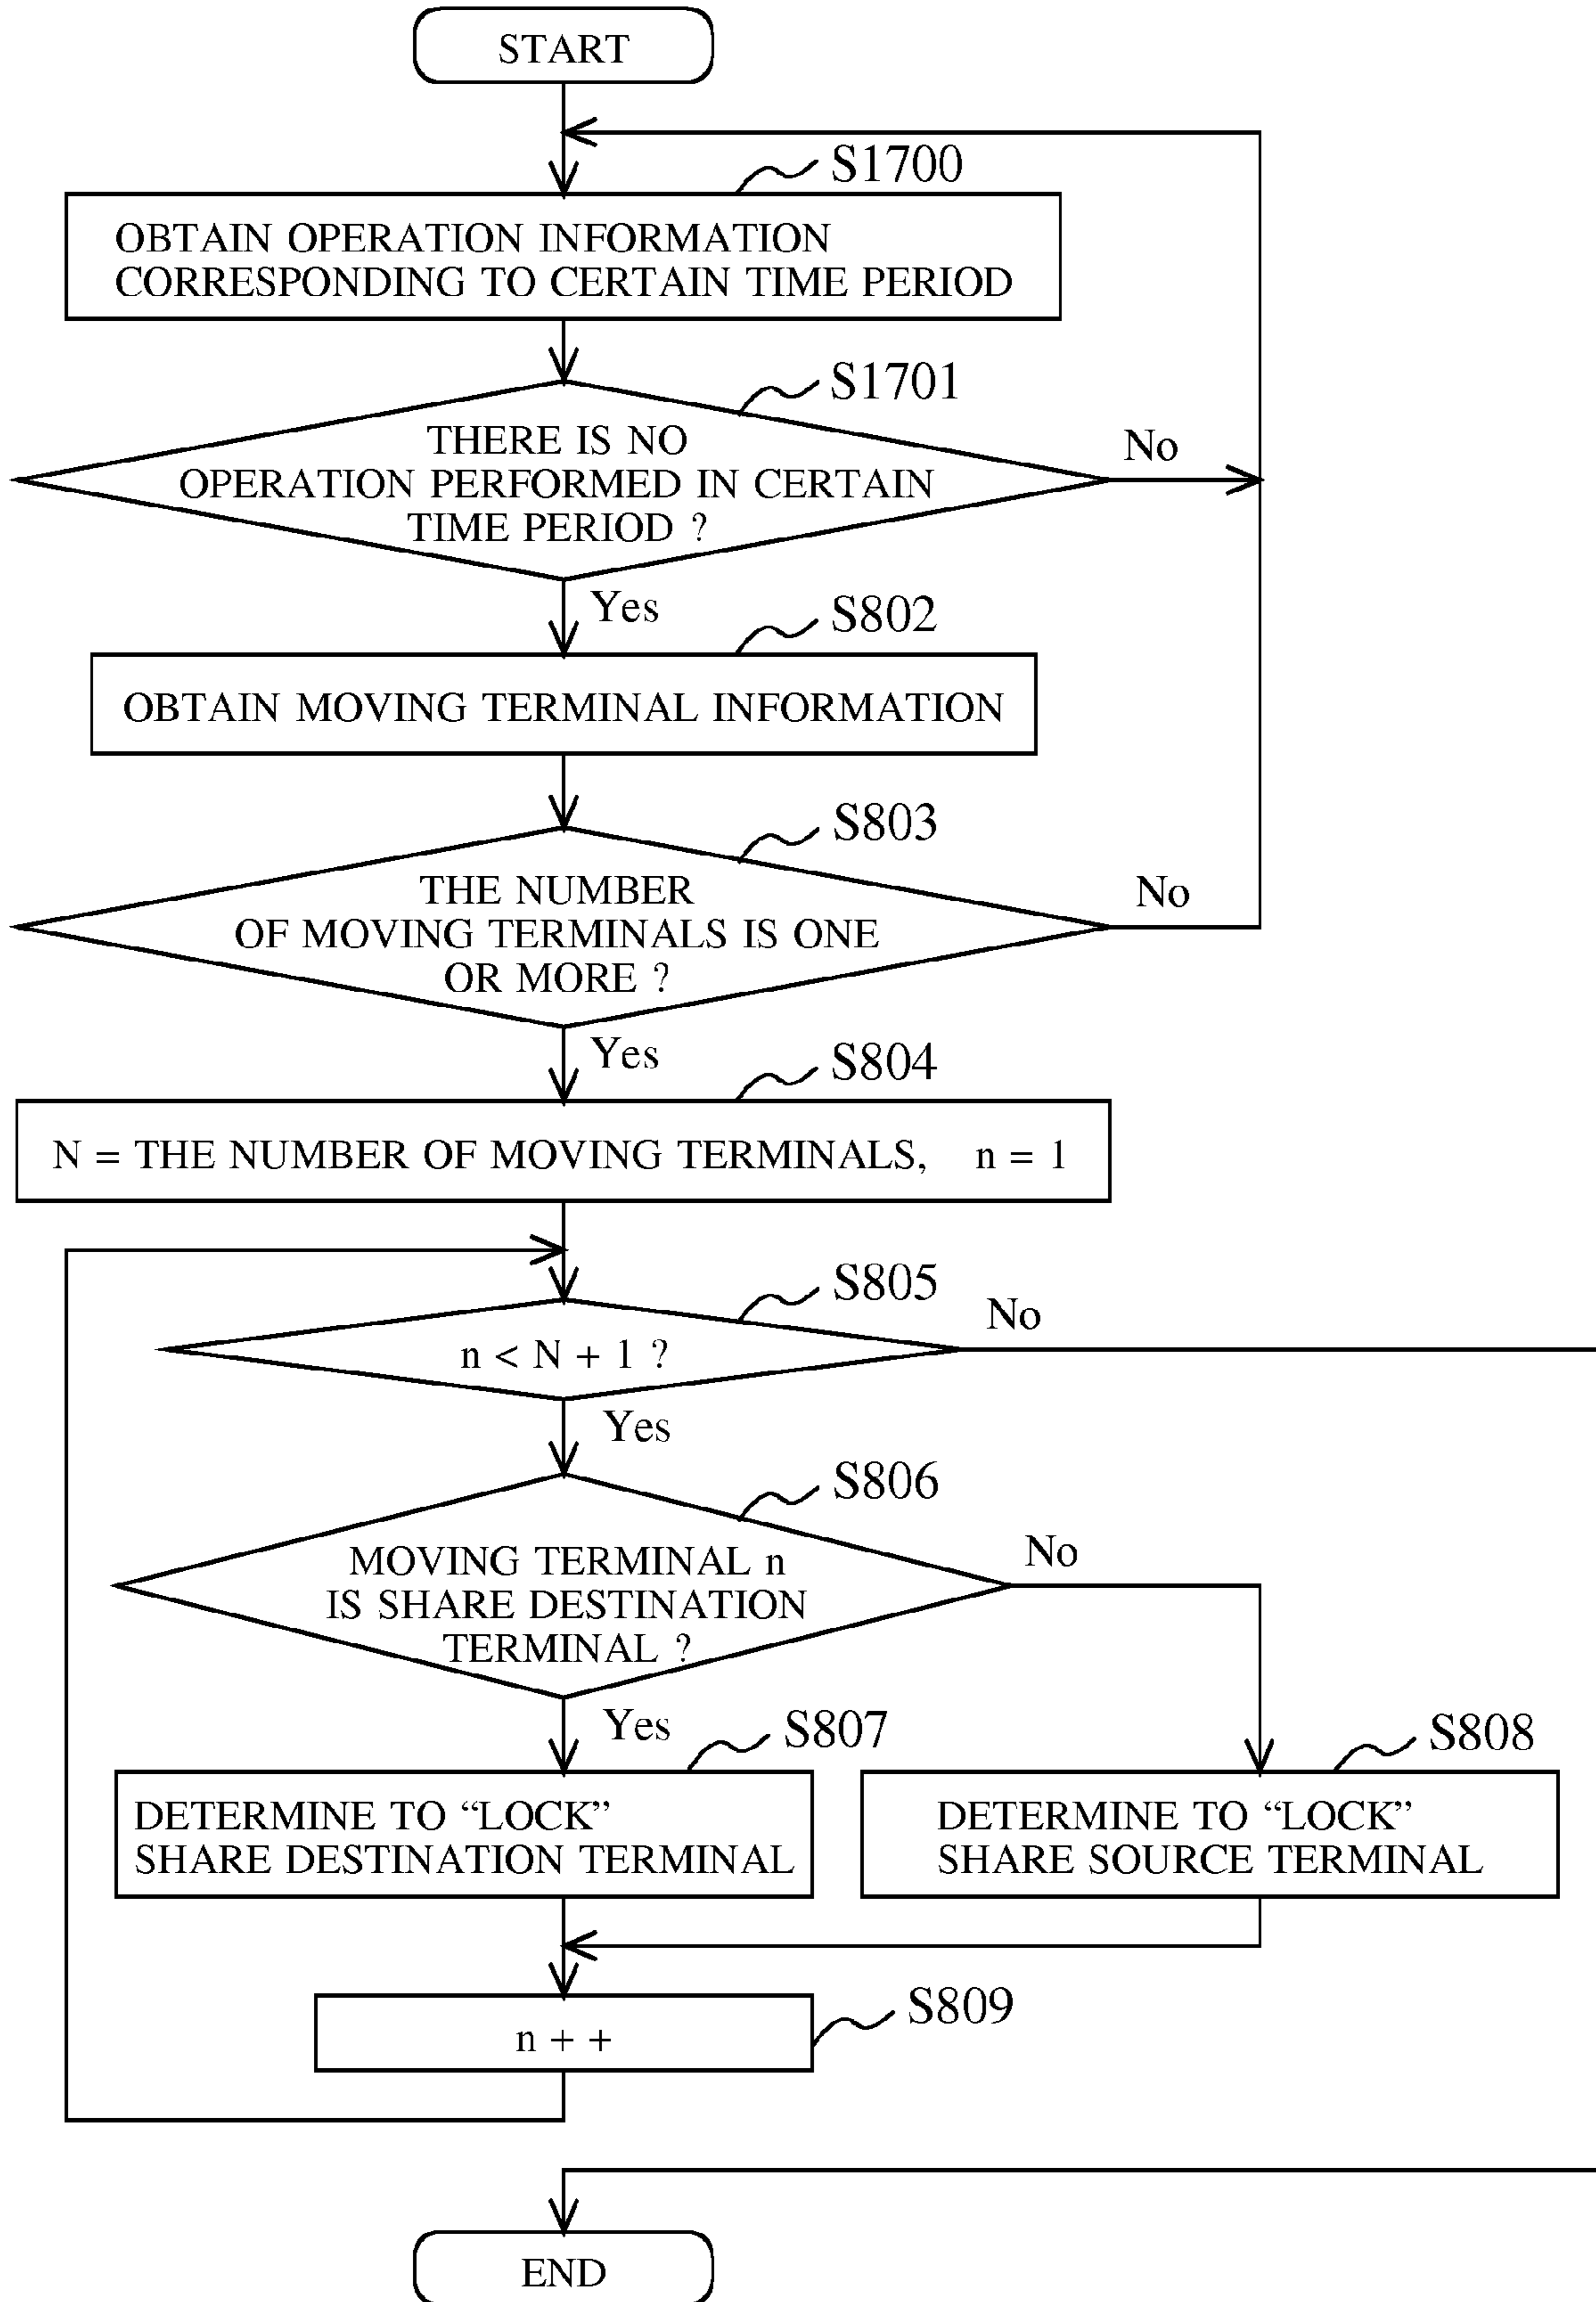 START
S1700
OBTAIN OPERATION INFORMATION
CORRESPONDING TO CERTAIN TIME PERIOD
S1701
THERE IS NO
OPERATION PERFORMED IN CERTAIN
TIME PERIOD ?
No
Yes
S802
OBTAIN MOVING TERMINAL INFORMATION
S803
THE NUMBER
OF MOVING TERMINALS IS ONE
OR MORE ?
No
Yes
S804
N = THE NUMBER OF MOVING TERMINALS, n = 1
S805
n < N + 1 ?
No
Yes
S806
MOVING TERMINAL n
IS SHARE DESTINATION
TERMINAL ?
No
Yes
S807
DETERMINE TO “LOCK”
SHARE DESTINATION TERMINAL
S808
DETERMINE TO “LOCK”
SHARE SOURCE TERMINAL
S809
n + +
END